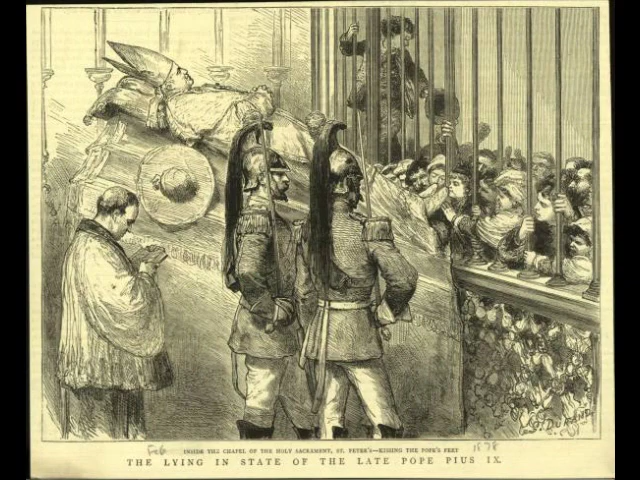 G. DURAND
Feb INSIDE THE CHAPEL OF THE HOLY SACRAMENT, ST. PETER'S—KISSING THE POPE'S FEET 1878
THE LYING IN STATE OF THE LATE POPE PIUS IX.